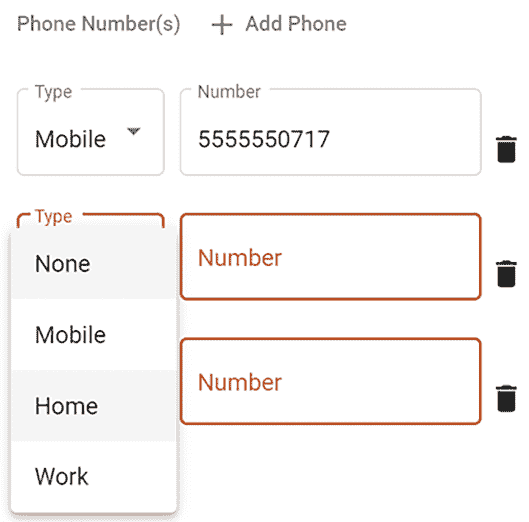 Phone Number(s) + Add Phone
Type Number
Mobile 5555550717
Type
None Number
Mobile
Home Number
Work